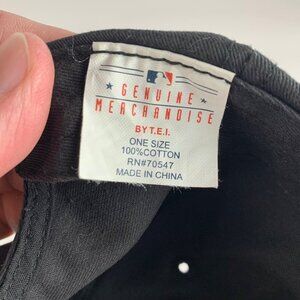 GENUINE
MERCHANDISE
BY T.E.I.
ONE SIZE
100%COTTON
RN#70547
MADE IN CHINA